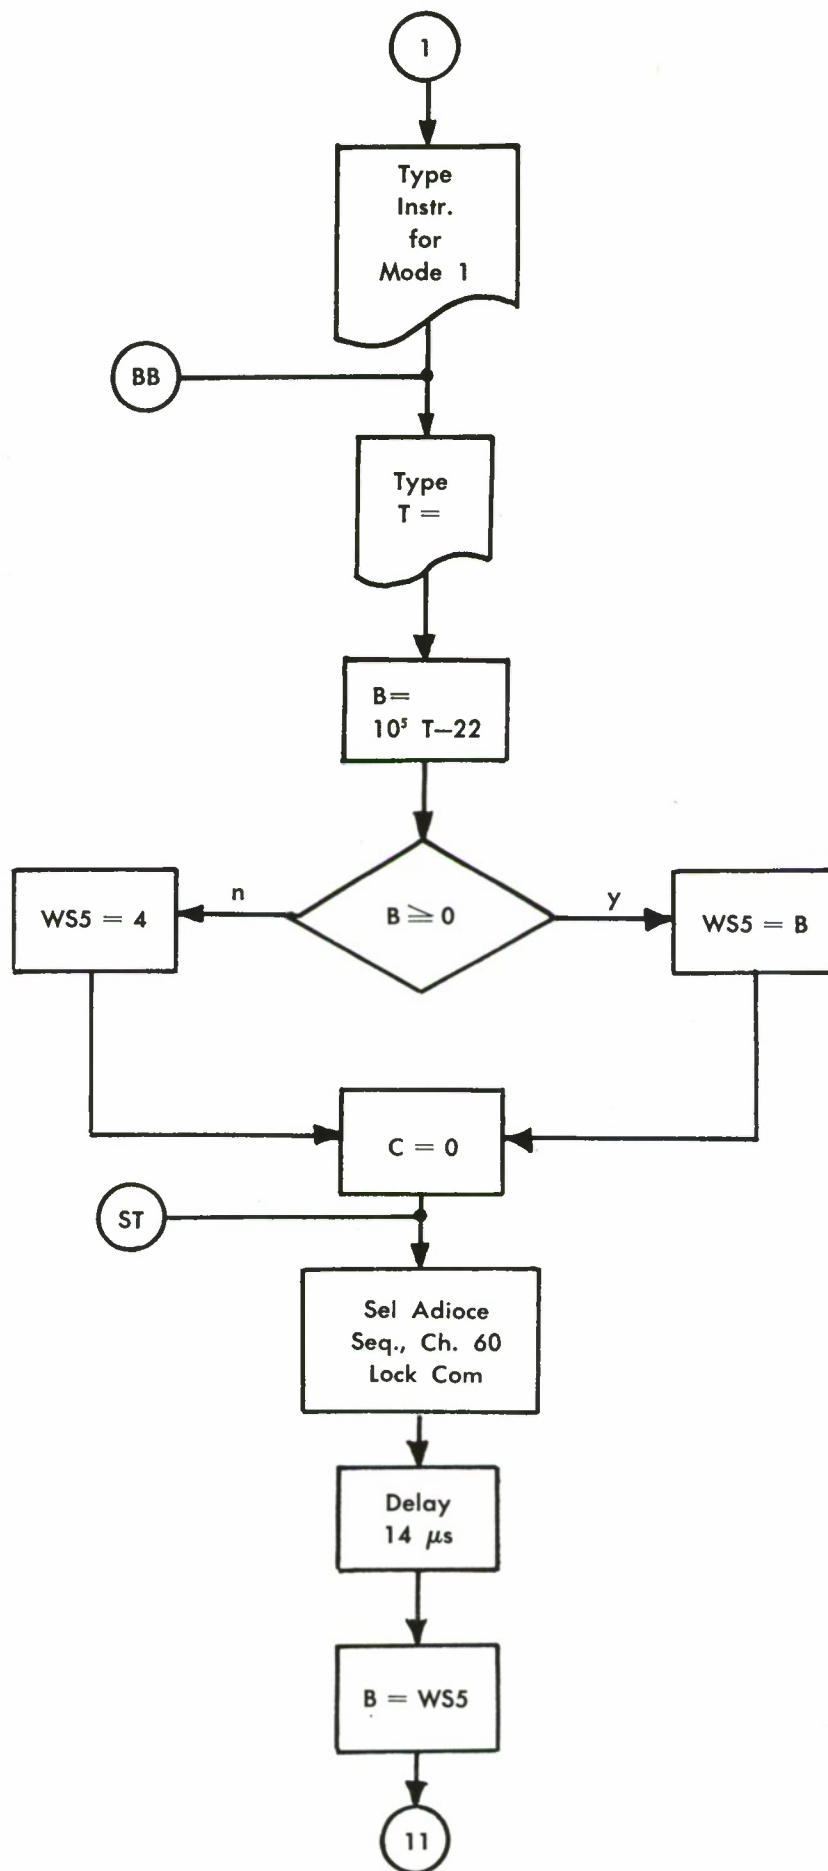 1
Type
Instr.
for
Mode 1
BB
Type
T =
B=
10⁵ T—22
n
y
WS5 = 4
B ≧ 0
WS5 = B
C = 0
ST
Sel Adioce
Seq., Ch. 60
Lock Com
Delay
14 μs
B = WS5
11